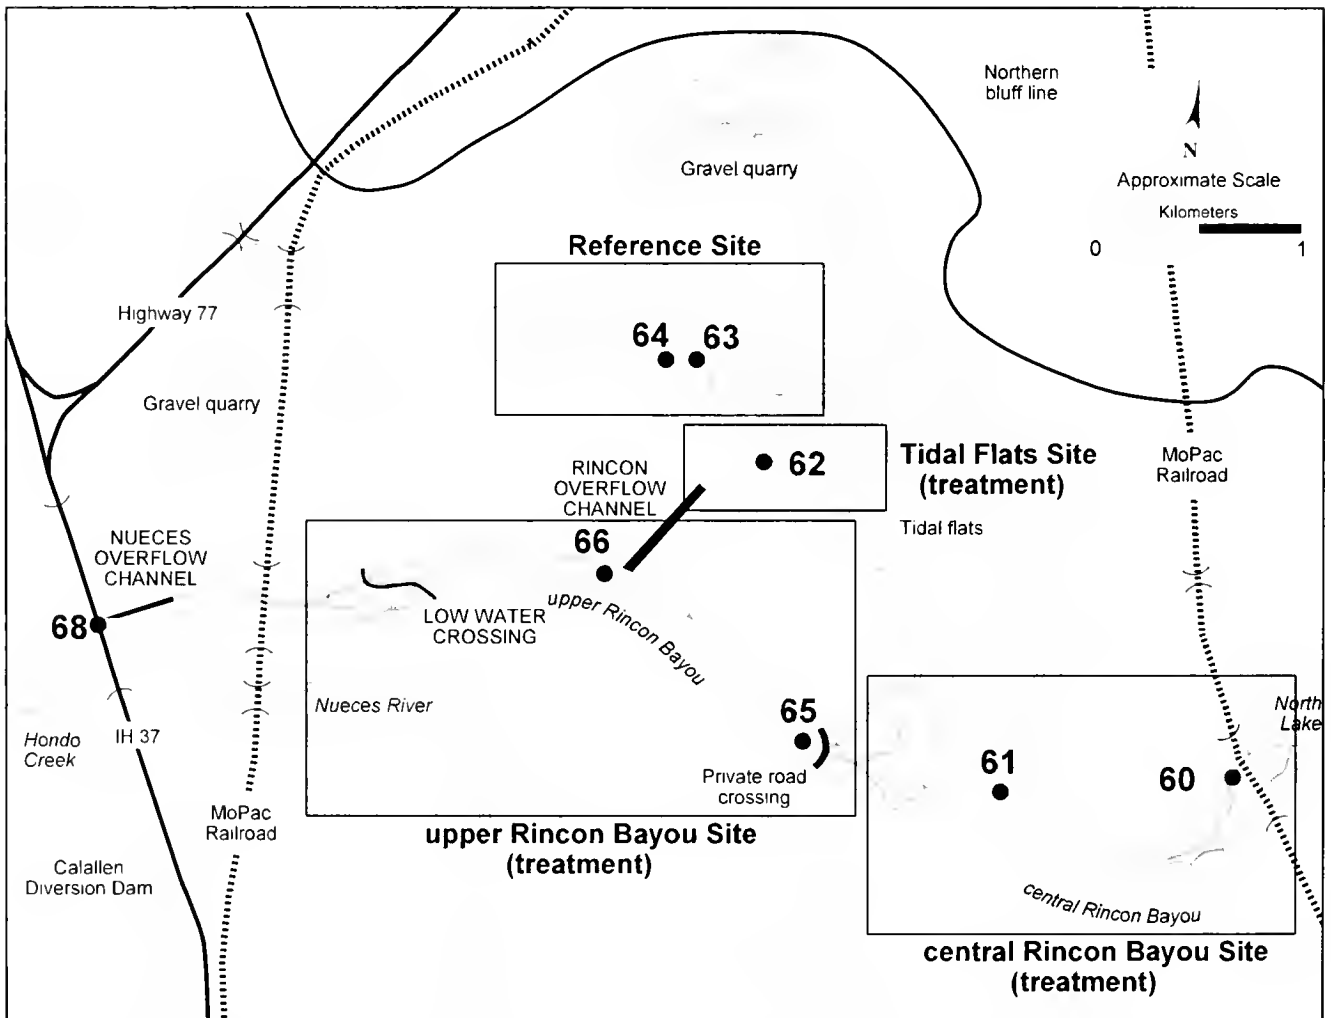 Northern
bluff line
N
Approximate Scale
Kilometers
0
1
Gravel quarry
Reference Site
Highway 77
64
63
Gravel quarry
MoPac
Railroad
RINCON
OVERFLOW
CHANNEL
62
Tidal Flats Site
(treatment)
Tidal flats
NUECES
OVERFLOW
CHANNEL
66
68
LOW WATER
CROSSING
upper Rincon Bayou
Nueces River
65
North
Lake
Hondo
Creek
IH 37
Private road
crossing
61
60
MoPac
Railroad
upper Rincon Bayou Site
(treatment)
Calallen
Diversion Dam
central Rincon Bayou
central Rincon Bayou Site
(treatment)